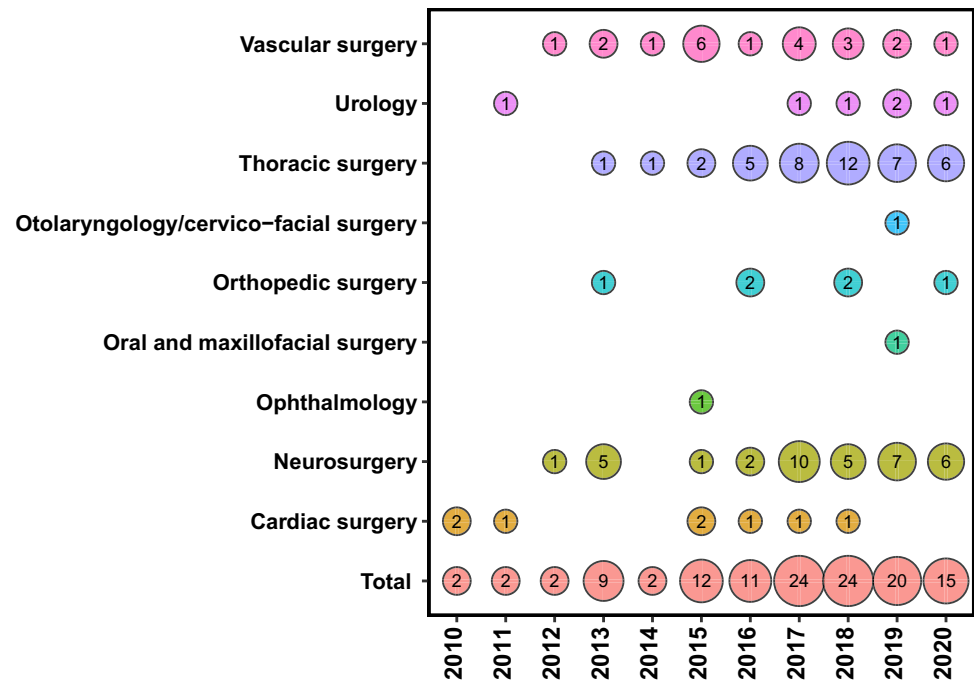 Vascular surgery 1 2 1 6 1 4 3 2 1
Urology 1 1 1 2 1
Thoracic surgery 1 1 2 5 8 12 7 6
Otolaryngology/cervico−facial surgery 1
Orthopedic surgery 1 2 2 1
Oral and maxillofacial surgery 1
Ophthalmology 1
Neurosurgery 1 5 1 2 10 5 7 6
Cardiac surgery 2 1 2 1 1 1
Total 2 2 2 9 2 12 11 24 24 20 15
2010 2011 2012 2013 2014 2015 2016 2017 2018 2019 2020